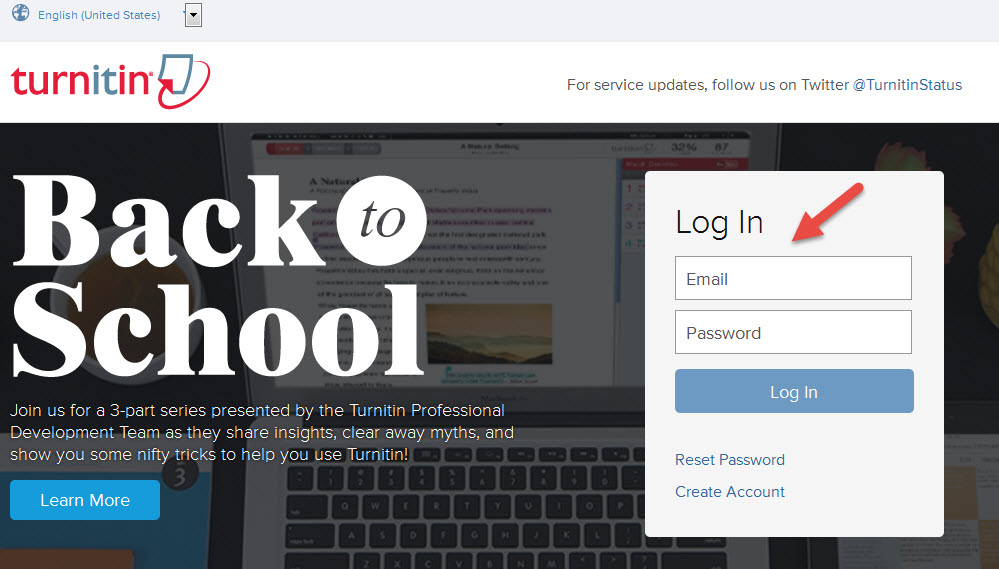 English (United States)
turnitin
For service updates, follow us on Twitter @TurnitinStatus
Back to
School
Join us for a 3-part series presented by the Turnitin Professional
Development Team as they share insights, clear away myths, and
show you some nifty tricks to help you use Turnitin!
Learn More
Log In
Email
Password
Log In
Reset Password
Create Account